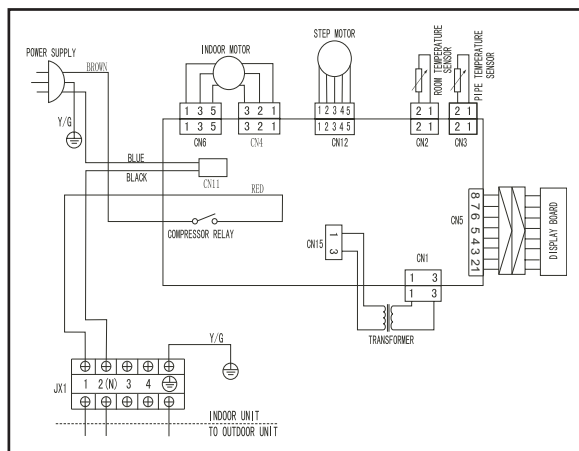 POWER SUPPLY
BROWN
Y/G
INDOOR MOTOR
STEP MOTOR
ROOM TEMPERATURE
SENSOR
PIPE TEMPERATURE
SENSOR
1 3 5
1 3 5
CN6
3 2 1
3 2 1
CN4
1 2 3 4 5
1 2 3 4 5
CN12
2 1
2 1
CN2
2 1
2 1
CN3
BLUE
BLACK
CN11
RED
COMPRESSOR RELAY
CN15
1
3
CN1
1 3
1 3
TRANSFORMER
CN5
8 7 6 5 4 3 2 1
DISPLAY BOARD
Y/G
JX1
1 2(N) 3 4
INDOOR UNIT
TO OUTDOOR UNIT